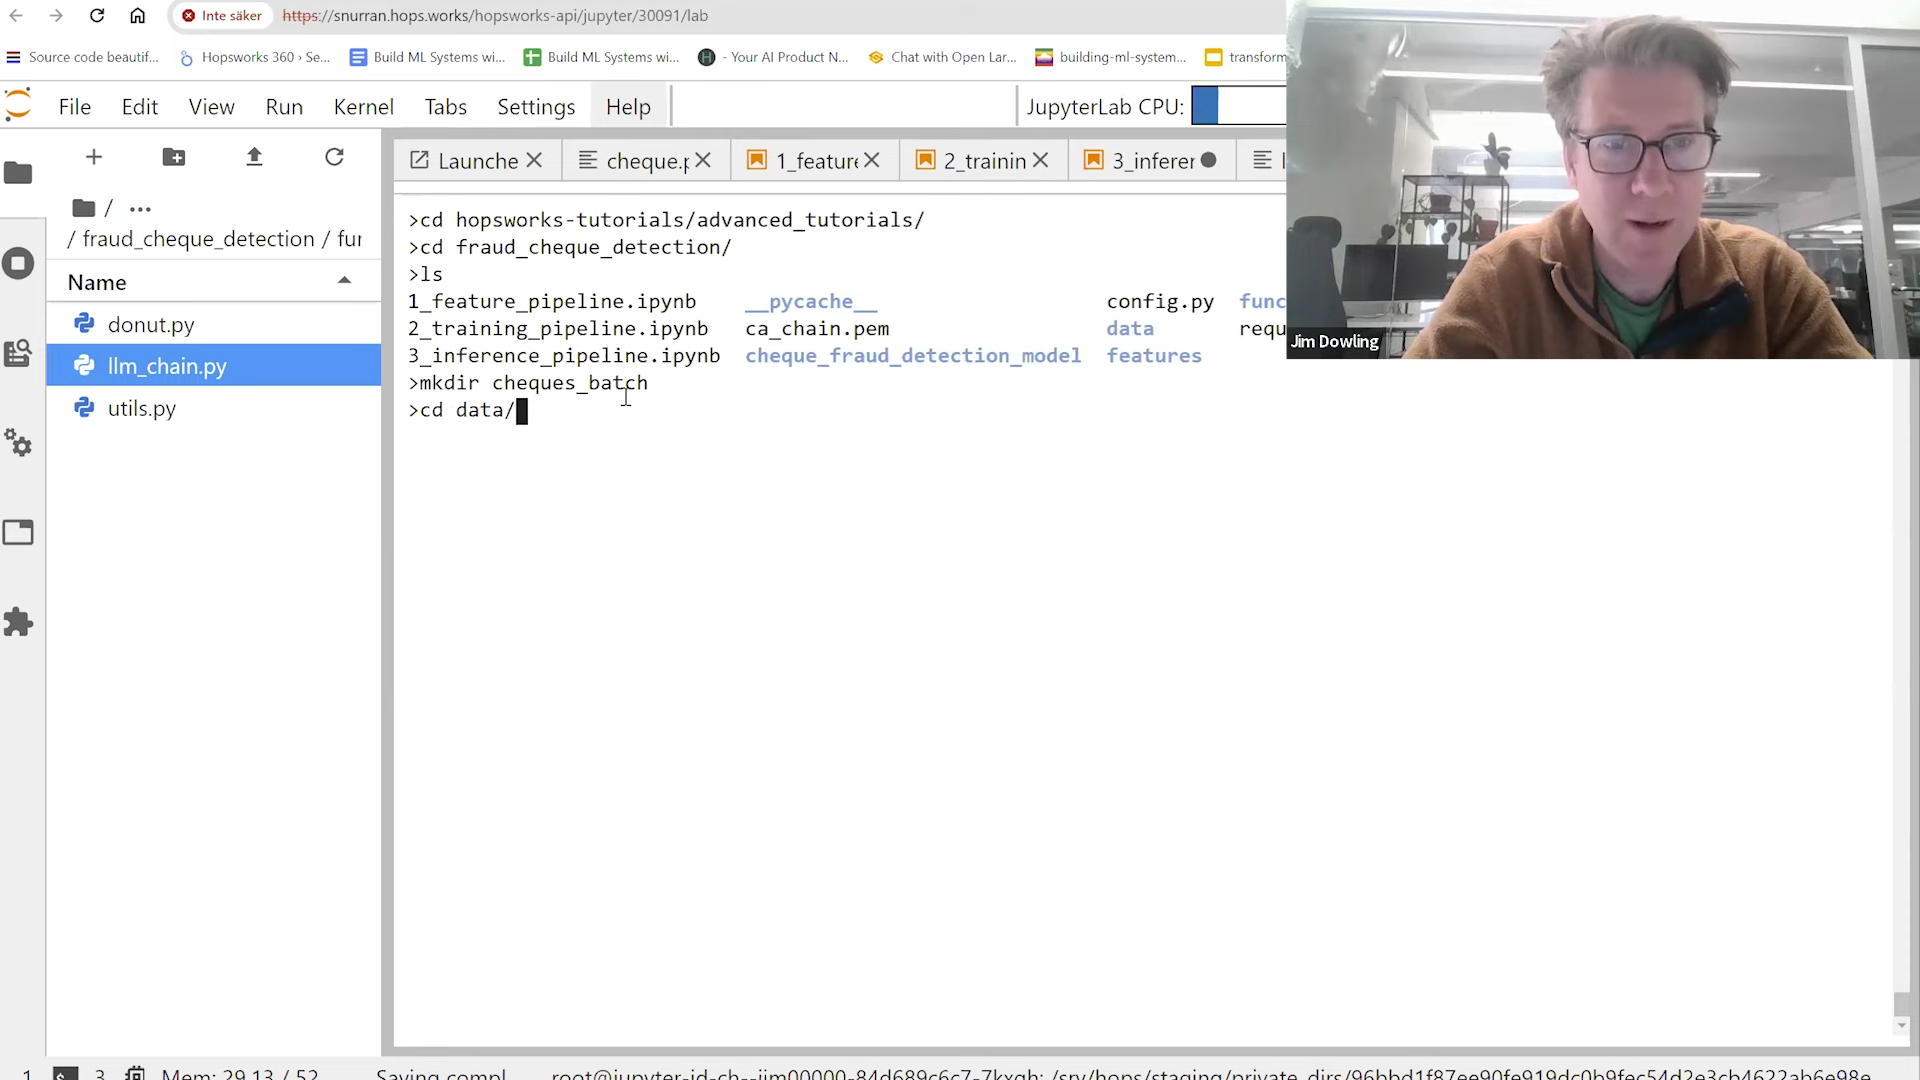 Inte säker
https://snurran.hops.works/hopsworks-api/jupyter/30091/lab
Source code beautif...
Hopsworks 360 › Se...
Build ML Systems wi...
Build ML Systems wi...
- Your AI Product N...
Chat with Open Lar...
building-ml-system...
transform
File Edit View Run Kernel Tabs Settings Help
JupyterLab CPU:
Launche
cheque.p
1_feature
2_trainin
3_inferer
/ ...
/ fraud_cheque_detection / fur
Name
donut.py
llm_chain.py
utils.py
>cd hopsworks-tutorials/advanced_tutorials/
>cd fraud_cheque_detection/
>ls
1_feature_pipeline.ipynb __pycache__ config.py func
2_training_pipeline.ipynb ca_chain.pem data requ
3_inference_pipeline.ipynb cheque_fraud_detection_model features
>mkdir cheques_batch
>cd data/
Jim Dowling
1 3 Mem: 29.13 / 52 Saving compl